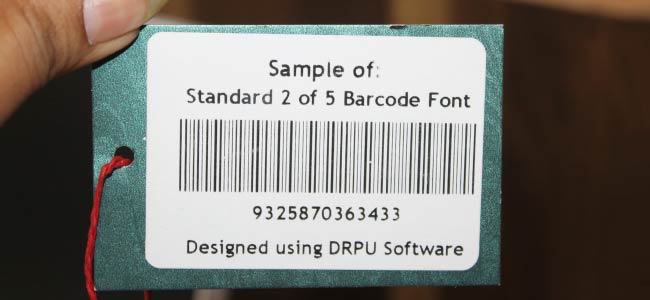 Sample of:
Standard 2 of 5 Barcode Font
9325870363433
Designed using DRPU Software